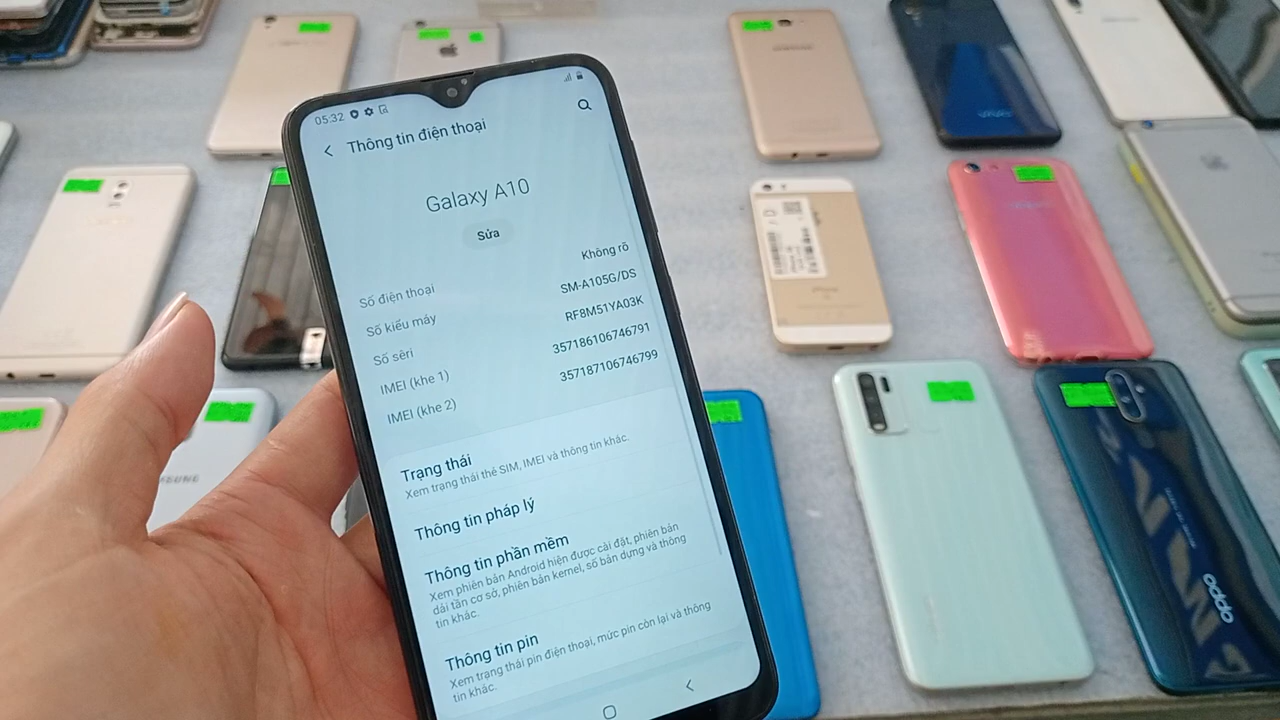 05:32
Thông tin điện thoại
Galaxy A10
Sửa
Số điện thoại Không rõ
Số kiểu máy SM-A105G/DS
Số sêri RF8M51YA03K
IMEI (khe 1) 357186106746791
IMEI (khe 2) 357187106746799
Trạng thái
Xem trạng thái thẻ SIM, IMEI và thông tin khác.
Thông tin pháp lý
Thông tin phần mềm
Xem phiên bản Android hiện được cài đặt, phiên bản
dải tần cơ sở, phiên bản kernel, số bản dựng và thông
tin khác.
Thông tin pin
Xem trạng thái pin điện thoại, mức pin còn lại và thông
tin khác.
oppo